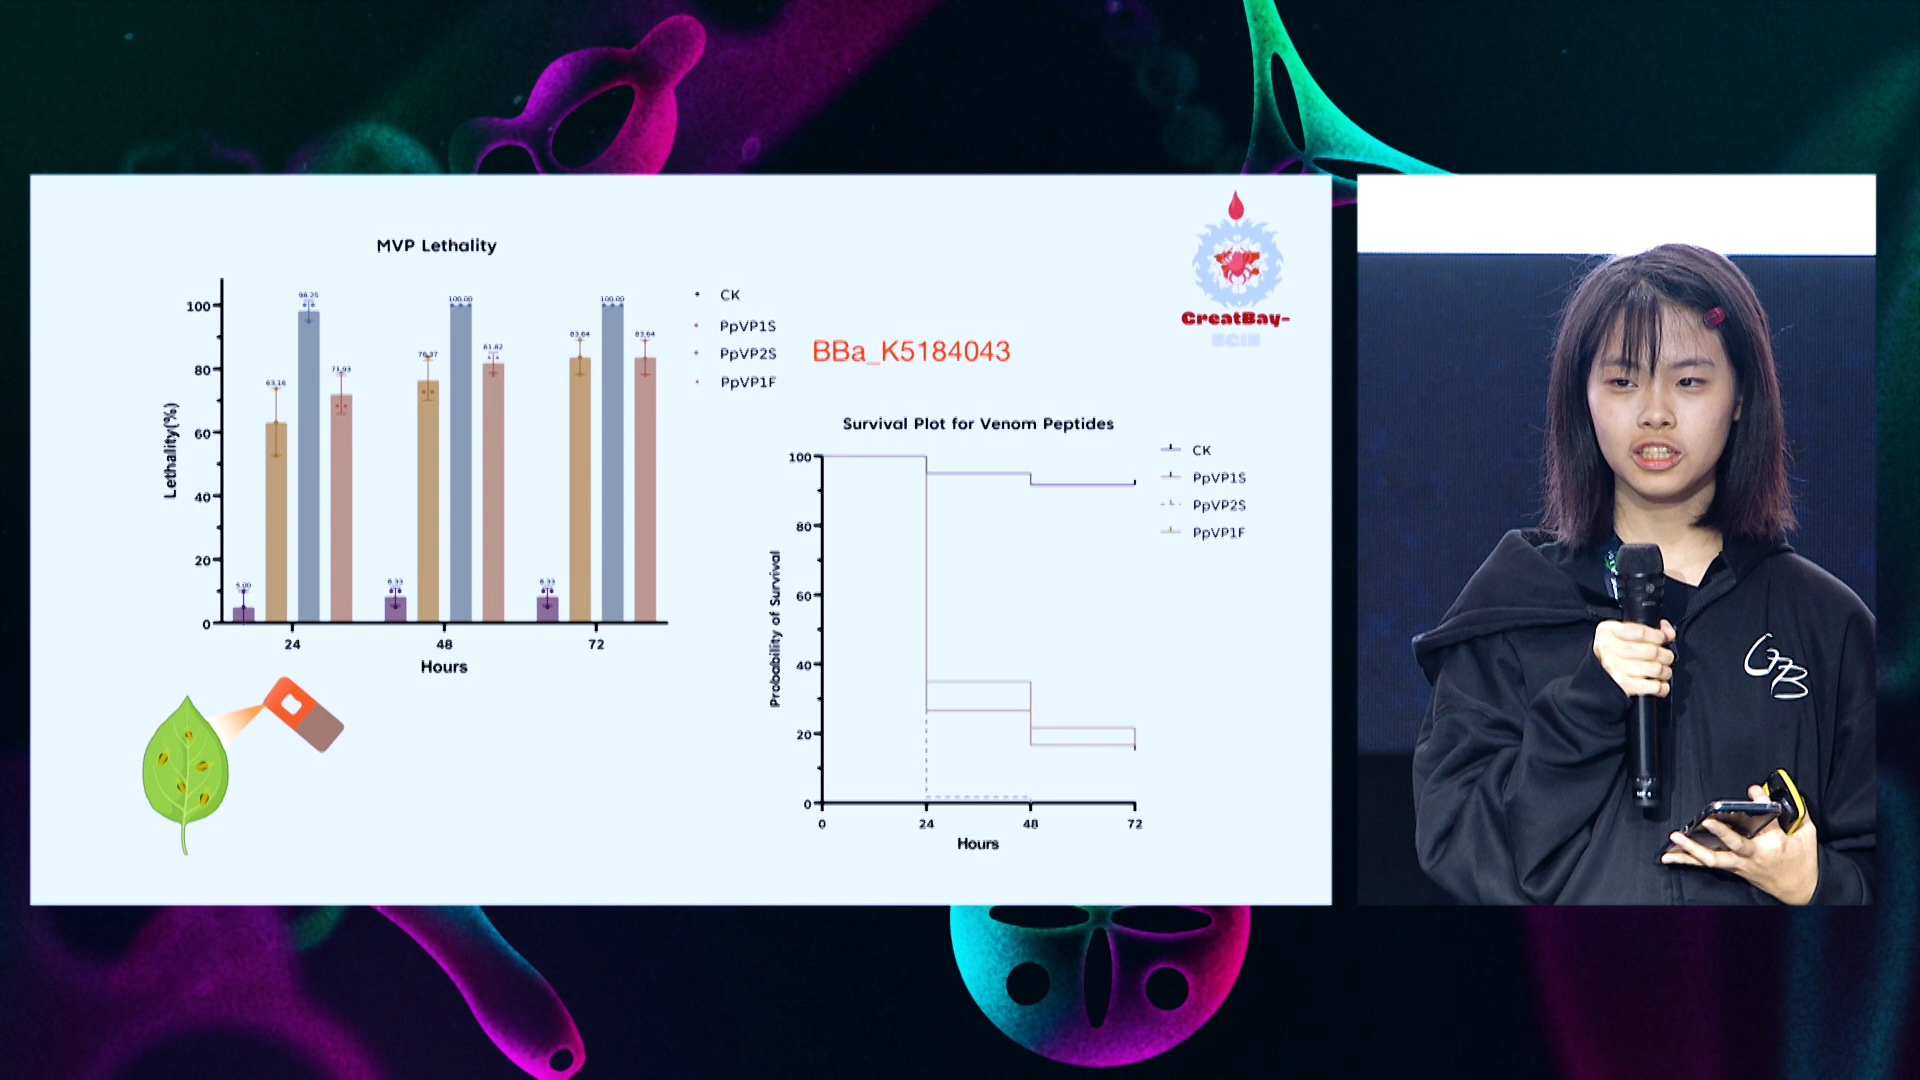 MVP Lethality
Lethality(%)
100
80
60
40
20
0
5.00
63.16
98.25
71.93
8.33
76.37
100.00
81.82
8.33
83.64
100.00
83.64
24
48
72
Hours
CK
PpVP1S
PpVP2S
PpVP1F
BBa_K5184043
CreatBay-
SCIE
Survival Plot for Venom Peptides
Probability of Survival
100
80
60
40
20
0
0
24
48
72
Hours
CK
PpVP1S
PpVP2S
PpVP1F
GPB